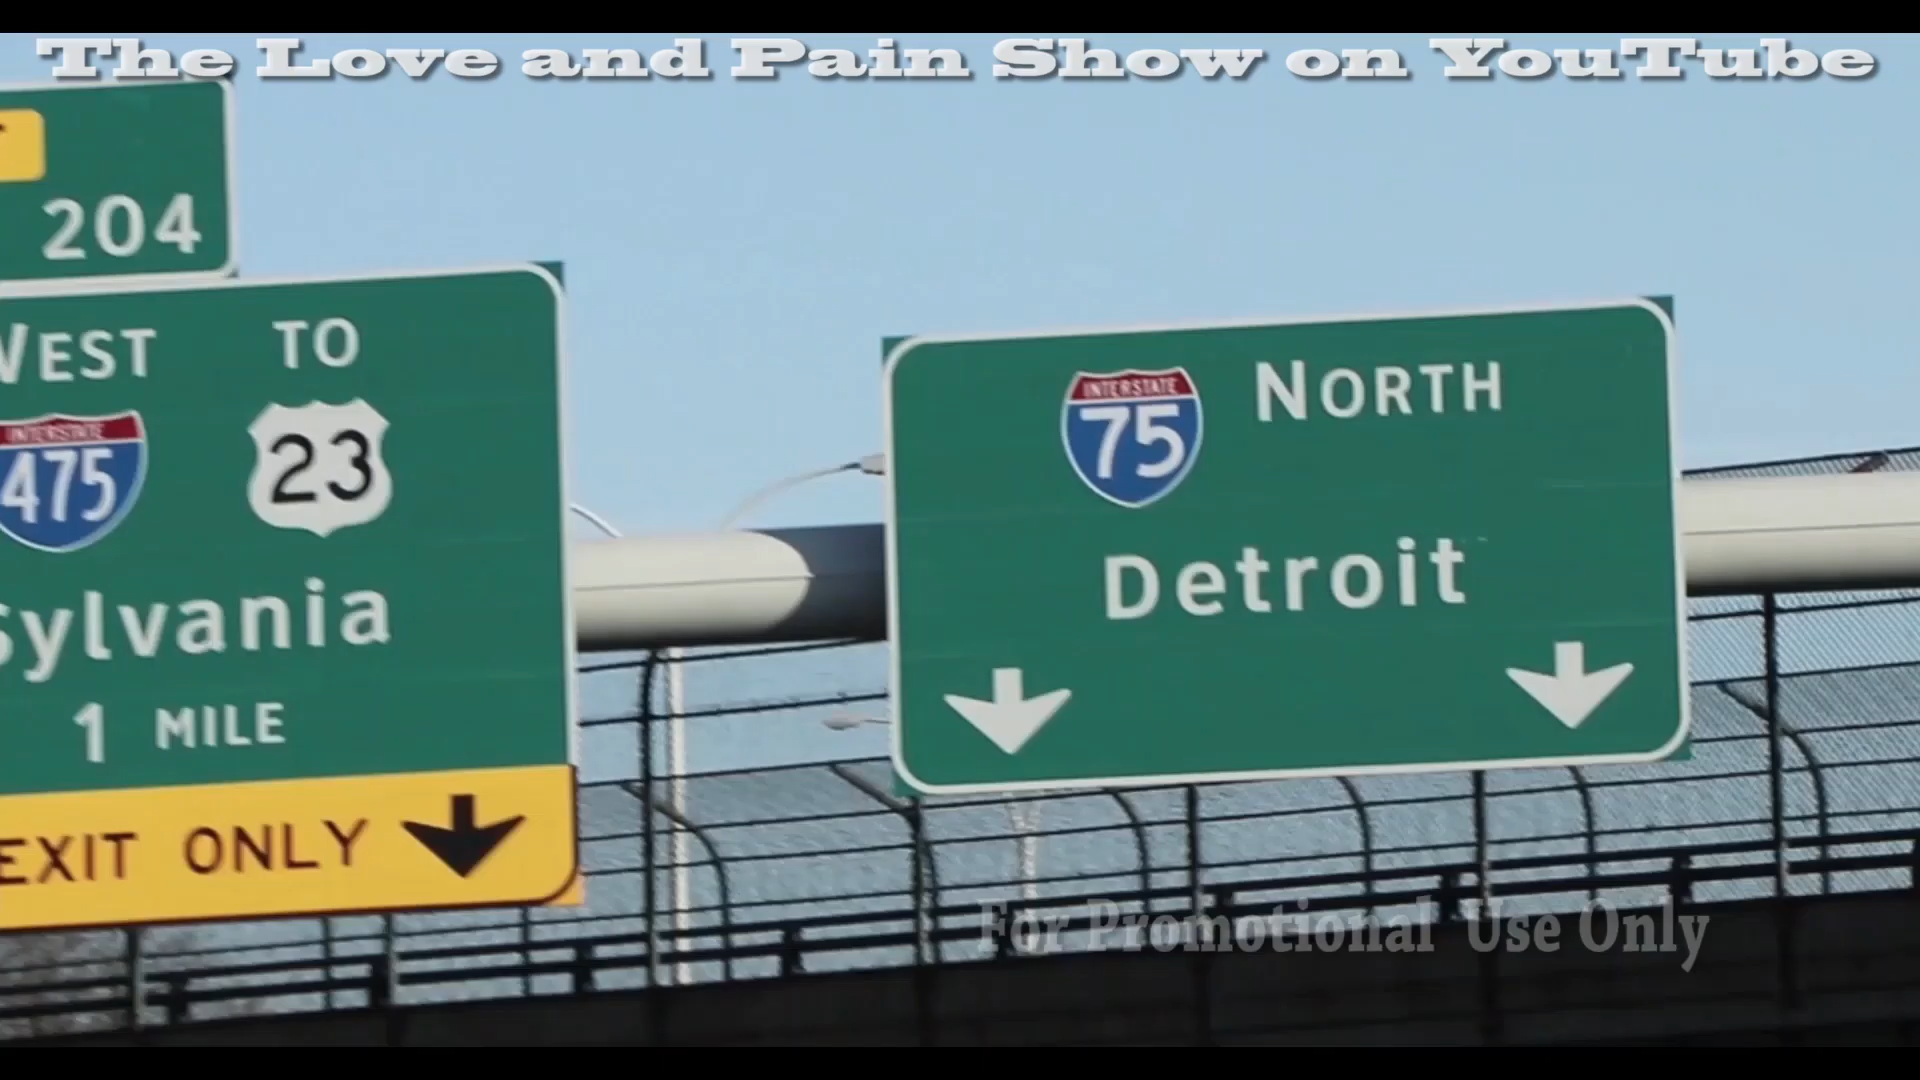 The Love and Pain Show on YouTube
204
WEST TO
INTERSTATE
475
23
Sylvania
1 MILE
EXIT ONLY
INTERSTATE
75
NORTH
Detroit
For Promotional Use Only